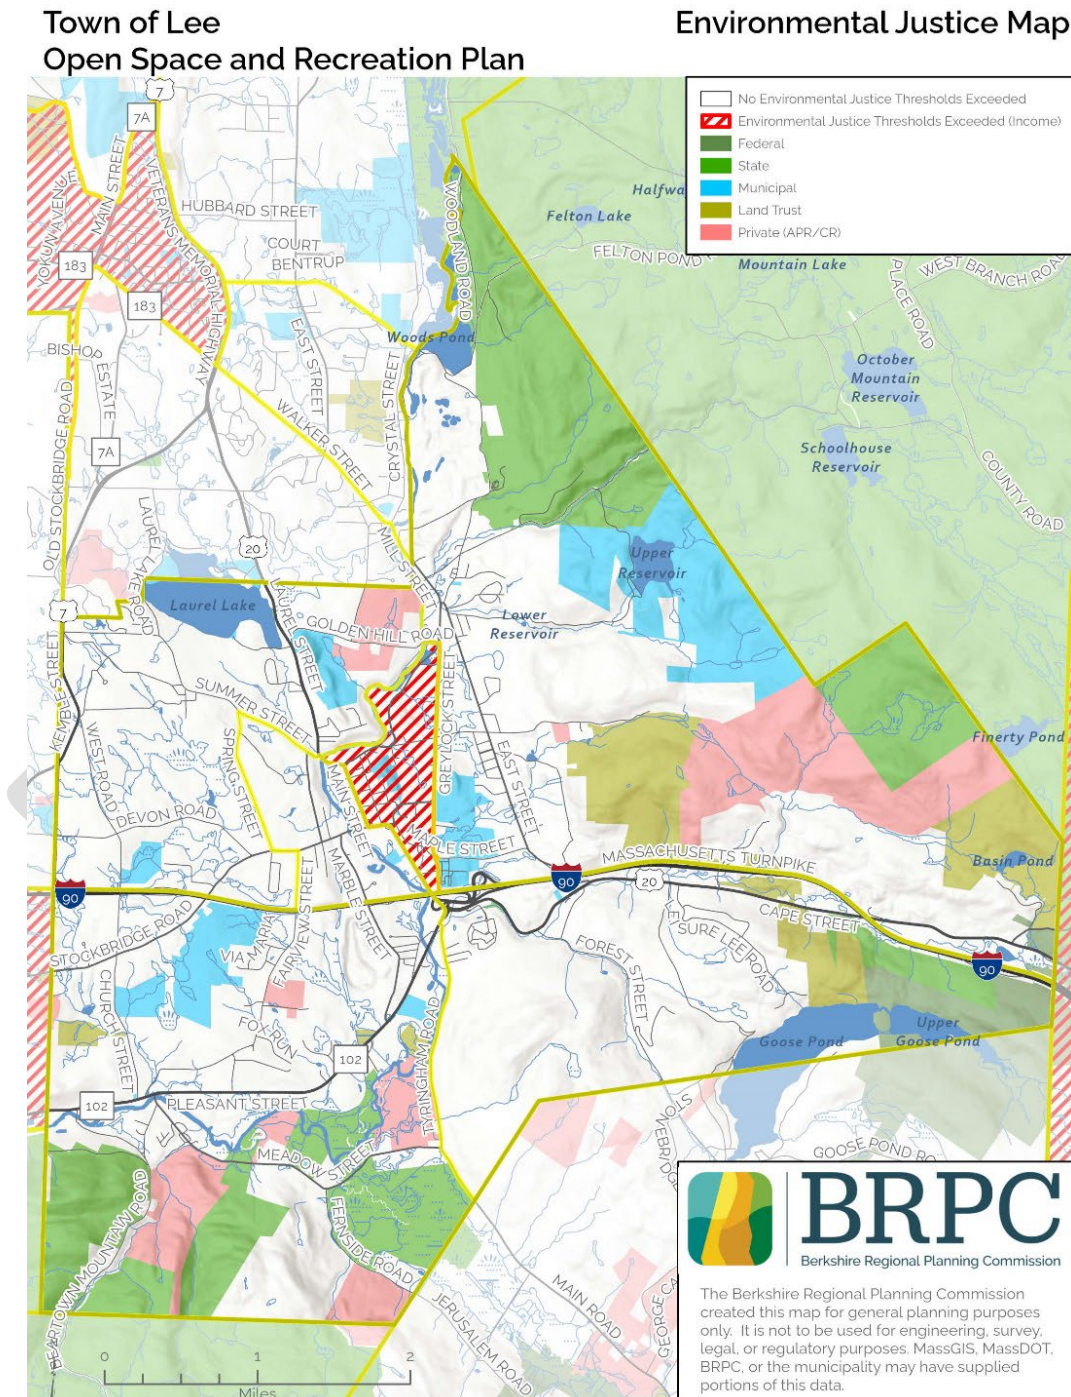 Town of Lee
Open Space and Recreation Plan
Environmental Justice Map
No Environmental Justice Thresholds Exceeded
Environmental Justice Thresholds Exceeded (Income)
Federal
State
Municipal
Land Trust
Private (APR/CR)
7
7A
YOKUN AVENUE
MAIN STREET
VETERANS MEMORIAL HIGHWAY
HUBBARD STREET
COURT
BENTRUP
WOODLAND ROAD
Felton Lake
FELTON POND
Mountain Lake
PLACE ROAD
WEST BRANCH ROAD
183
183
EAST STREET
Woods Pond
BISHOP ESTATE
October
Mountain
Reservoir
OLD STOCKBRIDGE ROAD
WALKER STREET
CRYSTAL STREET
7A
Schoolhouse
Reservoir
COUNTY ROAD
LAUREL LAKE ROAD
20
MILL STREET
Upper
Reservoir
7
Laurel Lake
LAUREL STREET
GOLDEN HILL ROAD
Lower
Reservoir
KEMBLE STREET
SUMMER STREET
GREYLOCK STREET
WEST ROAD
SPRING STREET
MAIN STREET
EAST STREET
Finerty Pond
DEVON ROAD
MAPLE STREET
MASSACHUSETTS TURNPIKE
Basin Pond
90
90
20
MARBLE STREET
CAPE STREET
STOCKBRIDGE ROAD
VIA MARIA
FAIRVIEW STREET
FOREST STREET
LEISURE LEE ROAD
90
CHURCH STREET
FOX RUN
Goose Pond
Upper
Goose Pond
102
TYRINGHAM ROAD
102
PLEASANT STREET
MEADOW STREET
GOOSE POND
BEARTOWN MOUNTAIN ROAD
FERNSIDE ROAD
JERUSALEM ROAD
MAIN ROAD
0 1 2
Miles
BRPC
Berkshire Regional Planning Commission
The Berkshire Regional Planning Commission
created this map for general planning purposes
only. It is not to be used for engineering, survey,
legal, or regulatory purposes. MassGIS, MassDOT,
BRPC, or the municipality may have supplied
portions of this data.